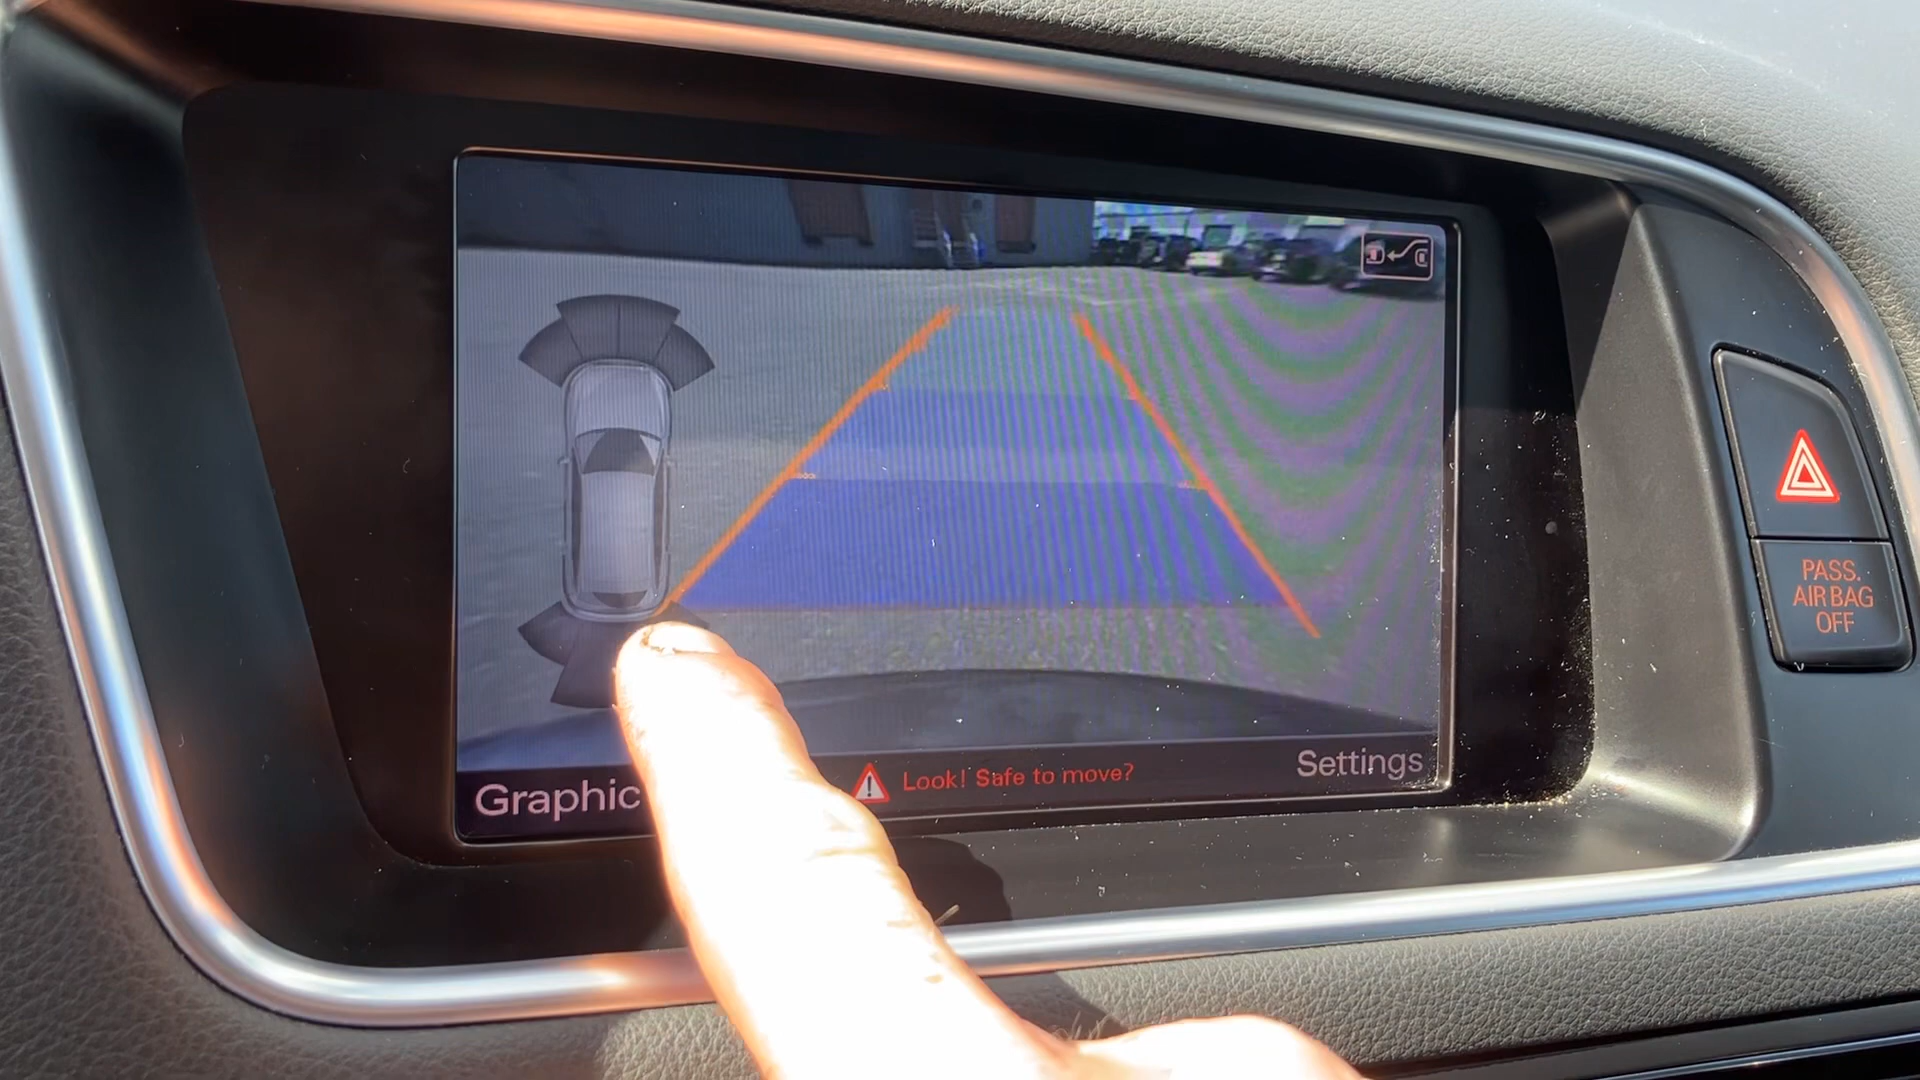 PASS.
AIR BAG
OFF
Graphic
Look! Safe to move?
Settings